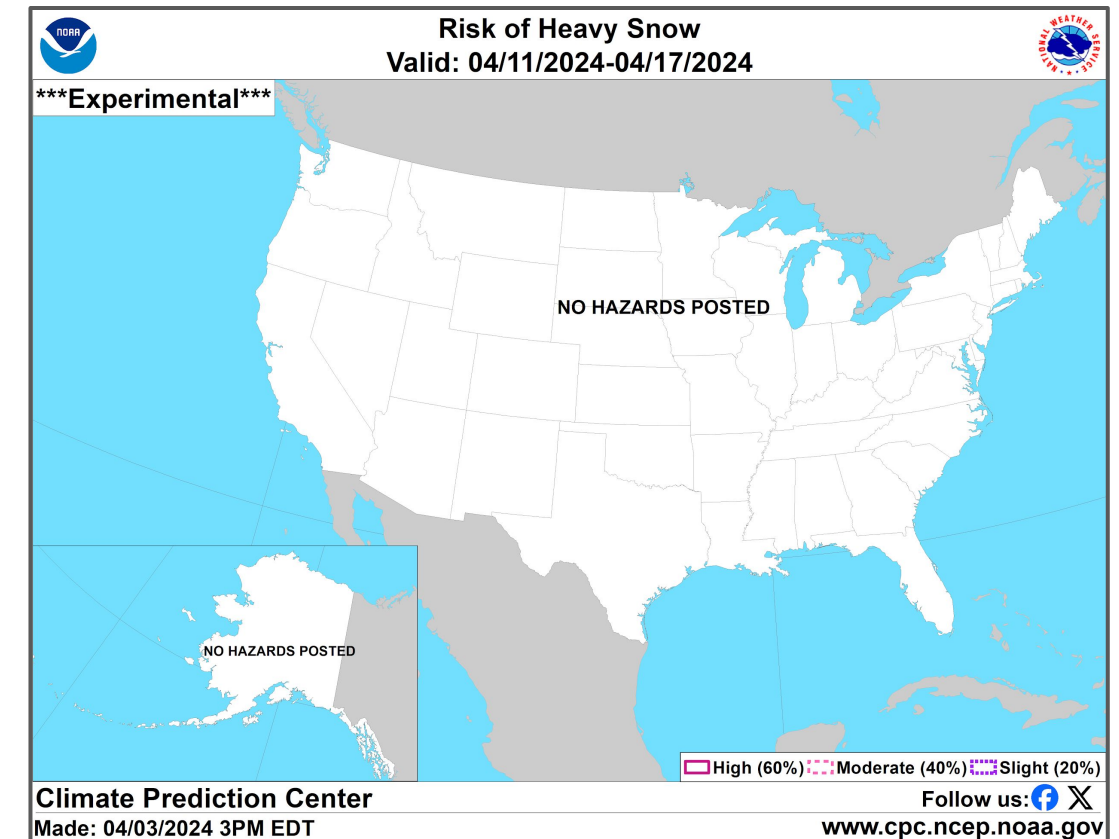 NOAA
Risk of Heavy Snow
Valid: 04/11/2024-04/17/2024
NATIONAL WEATHER SERVICE
***Experimental***
NO HAZARDS POSTED
NO HAZARDS POSTED
High (60%) Moderate (40%) Slight (20%)
Climate Prediction Center
Follow us:
Made: 04/03/2024 3PM EDT
www.cpc.ncep.noaa.gov